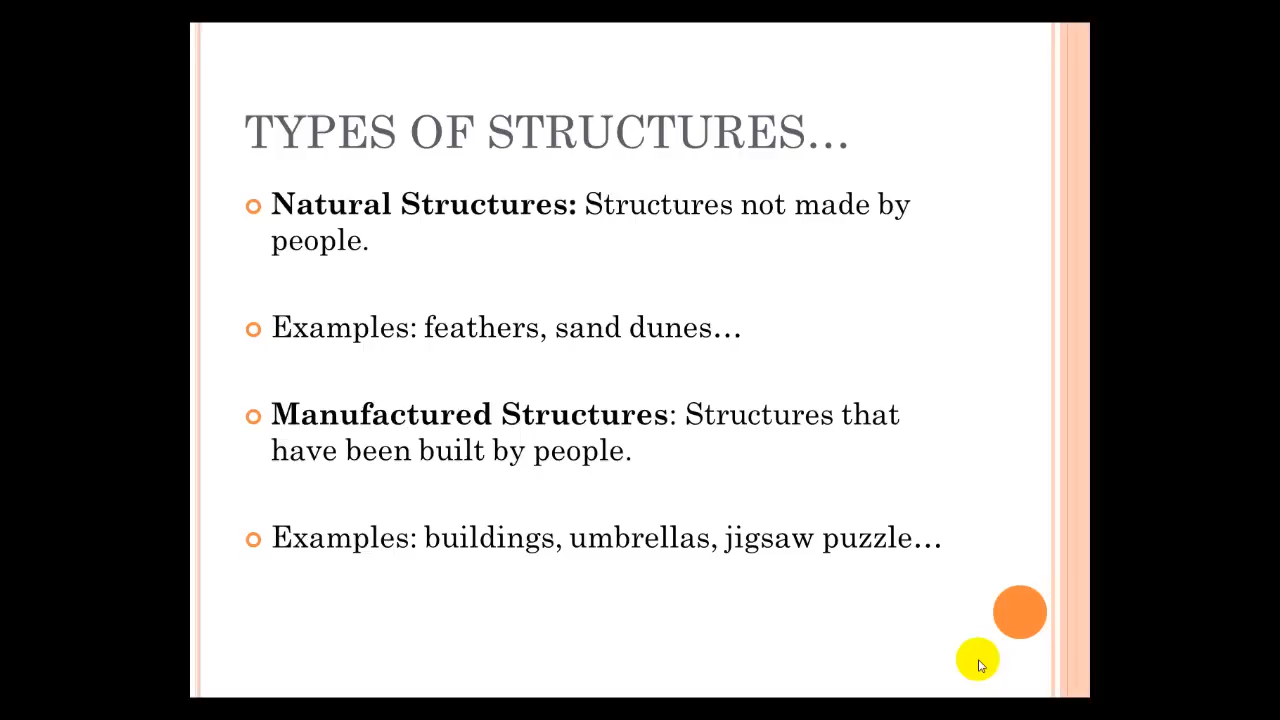 TYPES OF STRUCTURES…
Natural Structures: Structures not made by
people.
Examples: feathers, sand dunes…
Manufactured Structures: Structures that
have been built by people.
Examples: buildings, umbrellas, jigsaw puzzle…